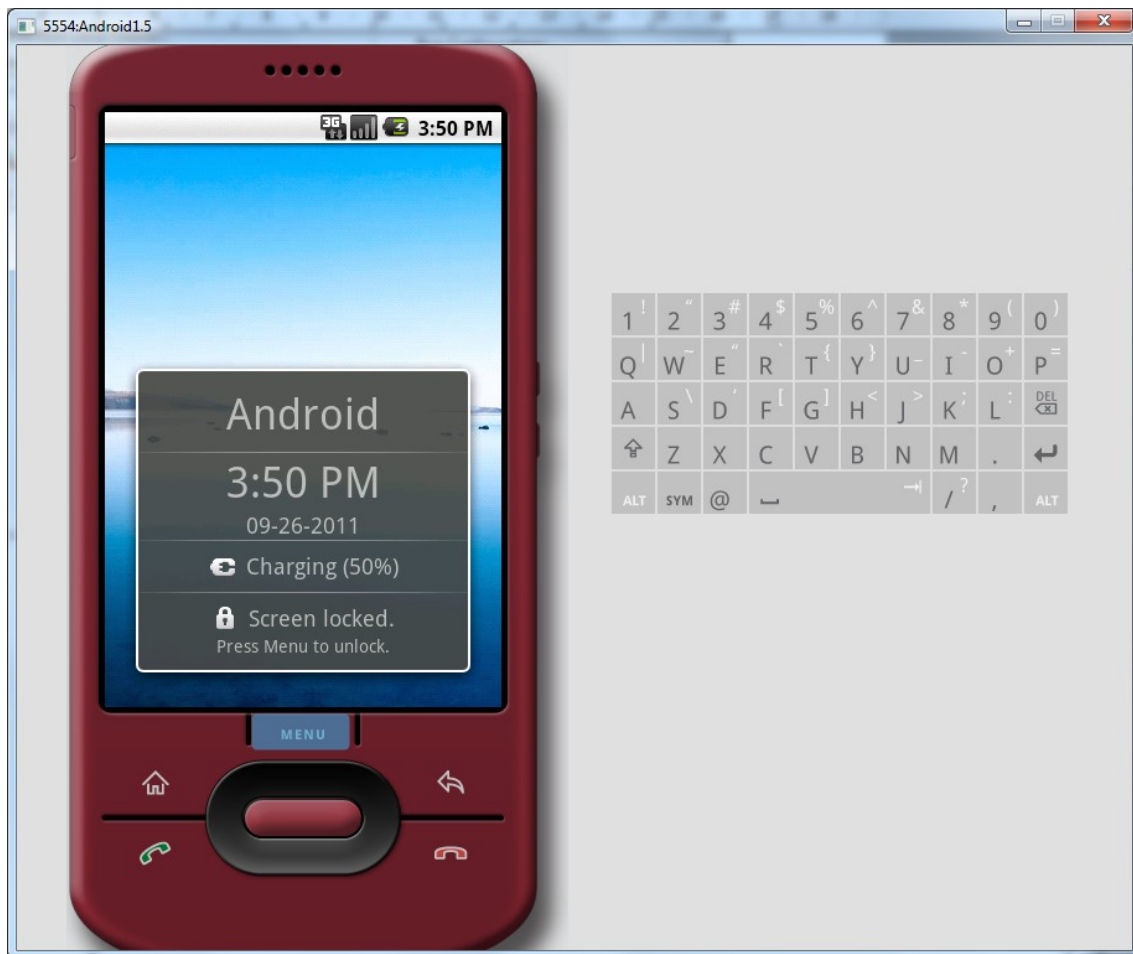 5554:Android1.5
3G 3:50 PM
Android
3:50 PM
09-26-2011
Charging (50%)
Screen locked.
Press Menu to unlock.
MENU
1 ! 2 “ 3 # 4 $ 5 % 6 ^ 7 & 8 * 9 ( 0 )
Q | W ~ E “ R ` T { Y } U _ I - O + P =
A S \ D ´ F [ G ] H < J > K ; L : DEL
Z X C V B N M .
ALT SYM @ / ? , ALT